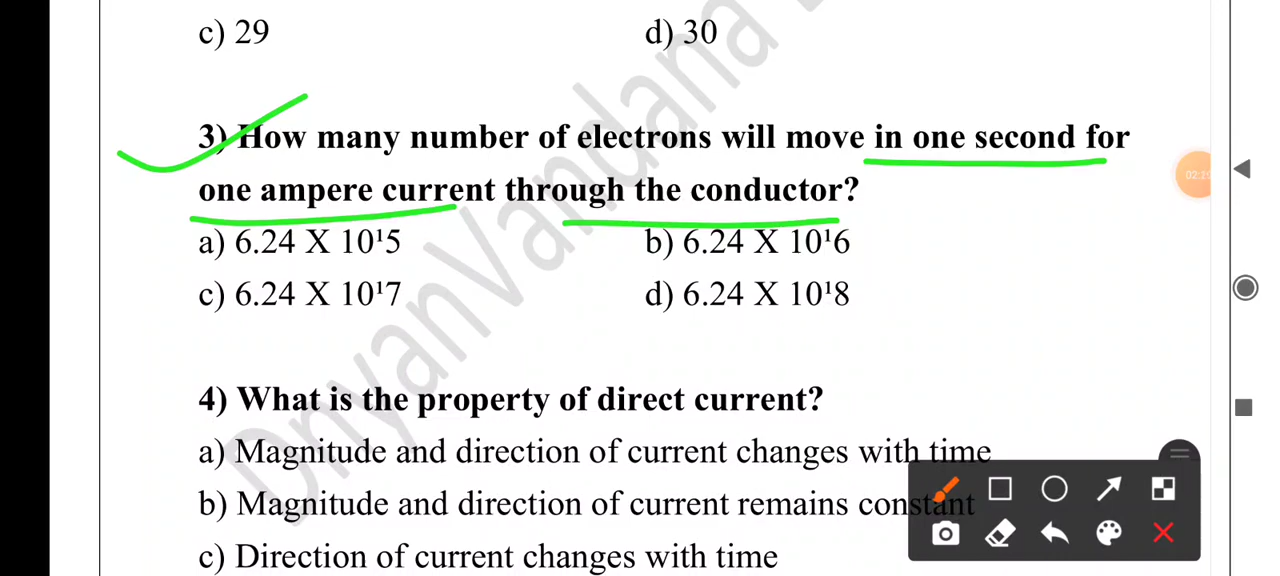 c) 29 d) 30
3) How many number of electrons will move in one second for
one ampere current through the conductor?
a) 6.24 X 10¹5 b) 6.24 X 10¹6
c) 6.24 X 10¹7 d) 6.24 X 10¹8
4) What is the property of direct current?
a) Magnitude and direction of current changes with time
b) Magnitude and direction of current remains constant
c) Direction of current changes with time
DnyanVandana